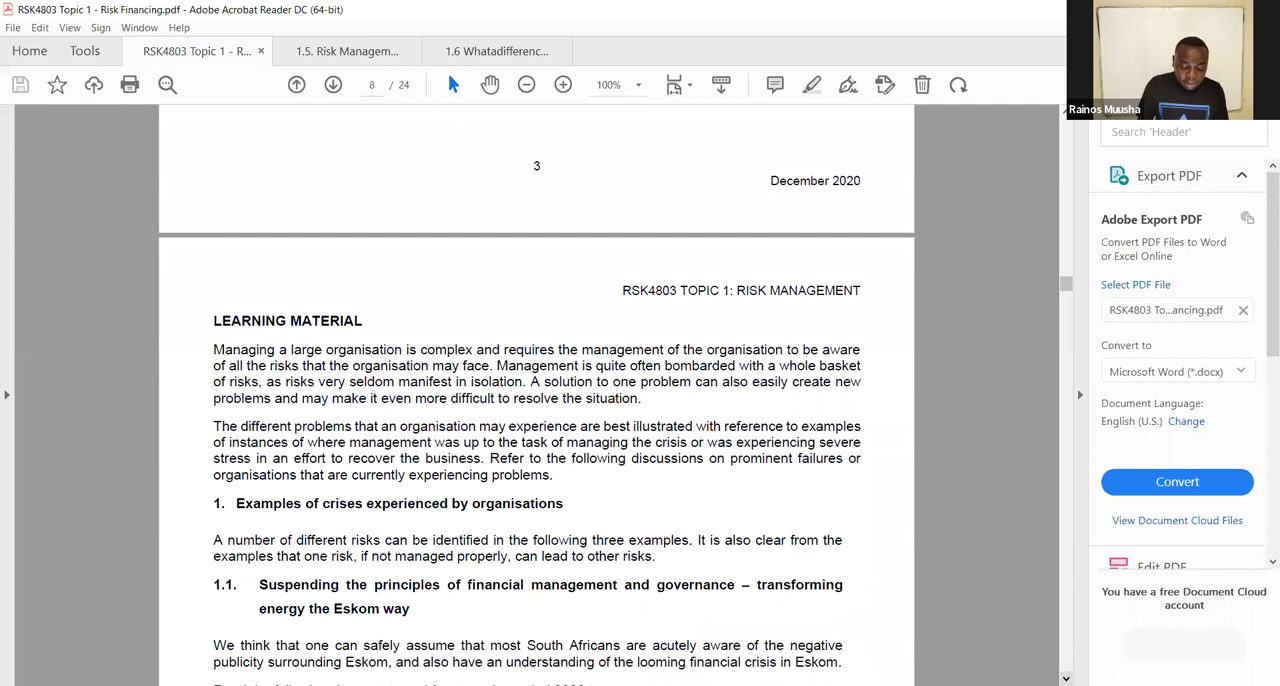 RSK4803 Topic 1 - Risk Financing.pdf - Adobe Acrobat Reader DC (64-bit)
File Edit View Sign Window Help
Home Tools RSK4803 Topic 1 - R... × 1.5. Risk Managem... 1.6 Whatadifferenc...
8 / 24 100%
Rainos Muusha
Search 'Header'
3
December 2020
RSK4803 TOPIC 1: RISK MANAGEMENT
LEARNING MATERIAL
Managing a large organisation is complex and requires the management of the organisation to be aware
of all the risks that the organisation may face. Management is quite often bombarded with a whole basket
of risks, as risks very seldom manifest in isolation. A solution to one problem can also easily create new
problems and may make it even more difficult to resolve the situation.
The different problems that an organisation may experience are best illustrated with reference to examples
of instances of where management was up to the task of managing the crisis or was experiencing severe
stress in an effort to recover the business. Refer to the following discussions on prominent failures or
organisations that are currently experiencing problems.
1. Examples of crises experienced by organisations
A number of different risks can be identified in the following three examples. It is also clear from the
examples that one risk, if not managed properly, can lead to other risks.
1.1. Suspending the principles of financial management and governance – transforming
energy the Eskom way
We think that one can safely assume that most South Africans are acutely aware of the negative
publicity surrounding Eskom, and also have an understanding of the looming financial crisis in Eskom.
Export PDF
Adobe Export PDF
Convert PDF Files to Word
or Excel Online
Select PDF File
RSK4803 To...ancing.pdf
Convert to
Microsoft Word (*.docx)
Document Language:
English (U.S.) Change
Convert
View Document Cloud Files
Edit PDF
You have a free Document Cloud
account